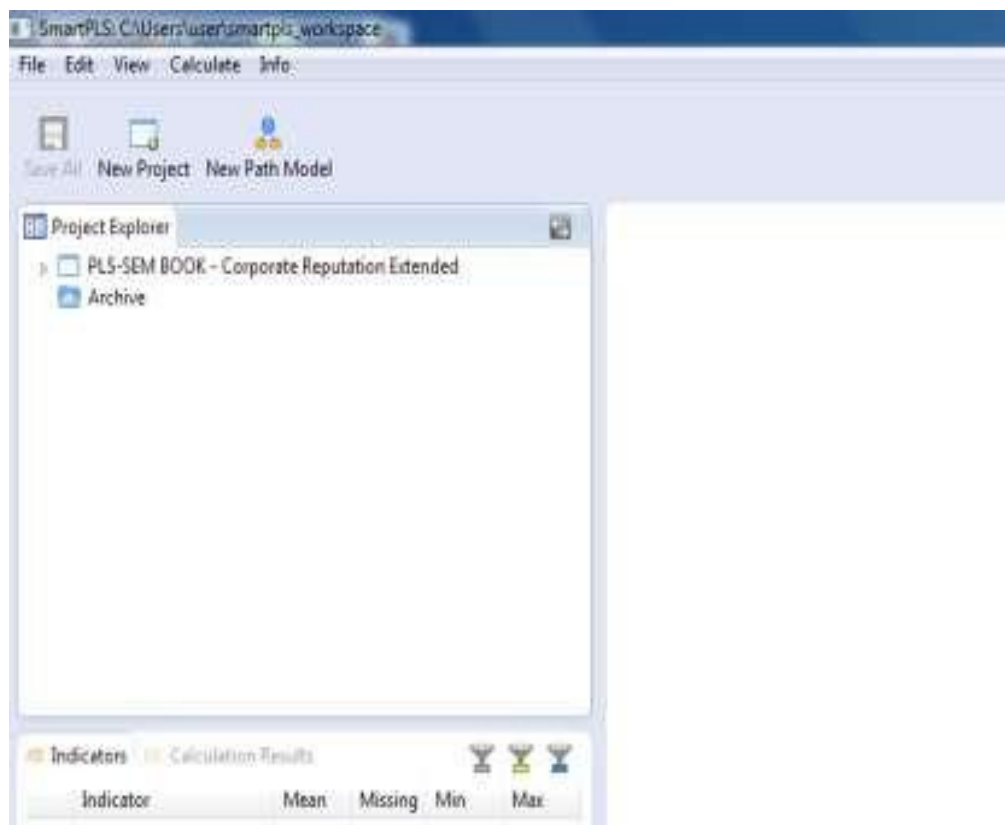 SmartPLS: C:\Users\user\smartpls_workspace
File Edit View Calculate Info
Save All New Project New Path Model
Project Explorer
PLS-SEM BOOK - Corporate Reputation Extended
Archive
Indicators Calculation Results
Indicator Mean Missing Min Max